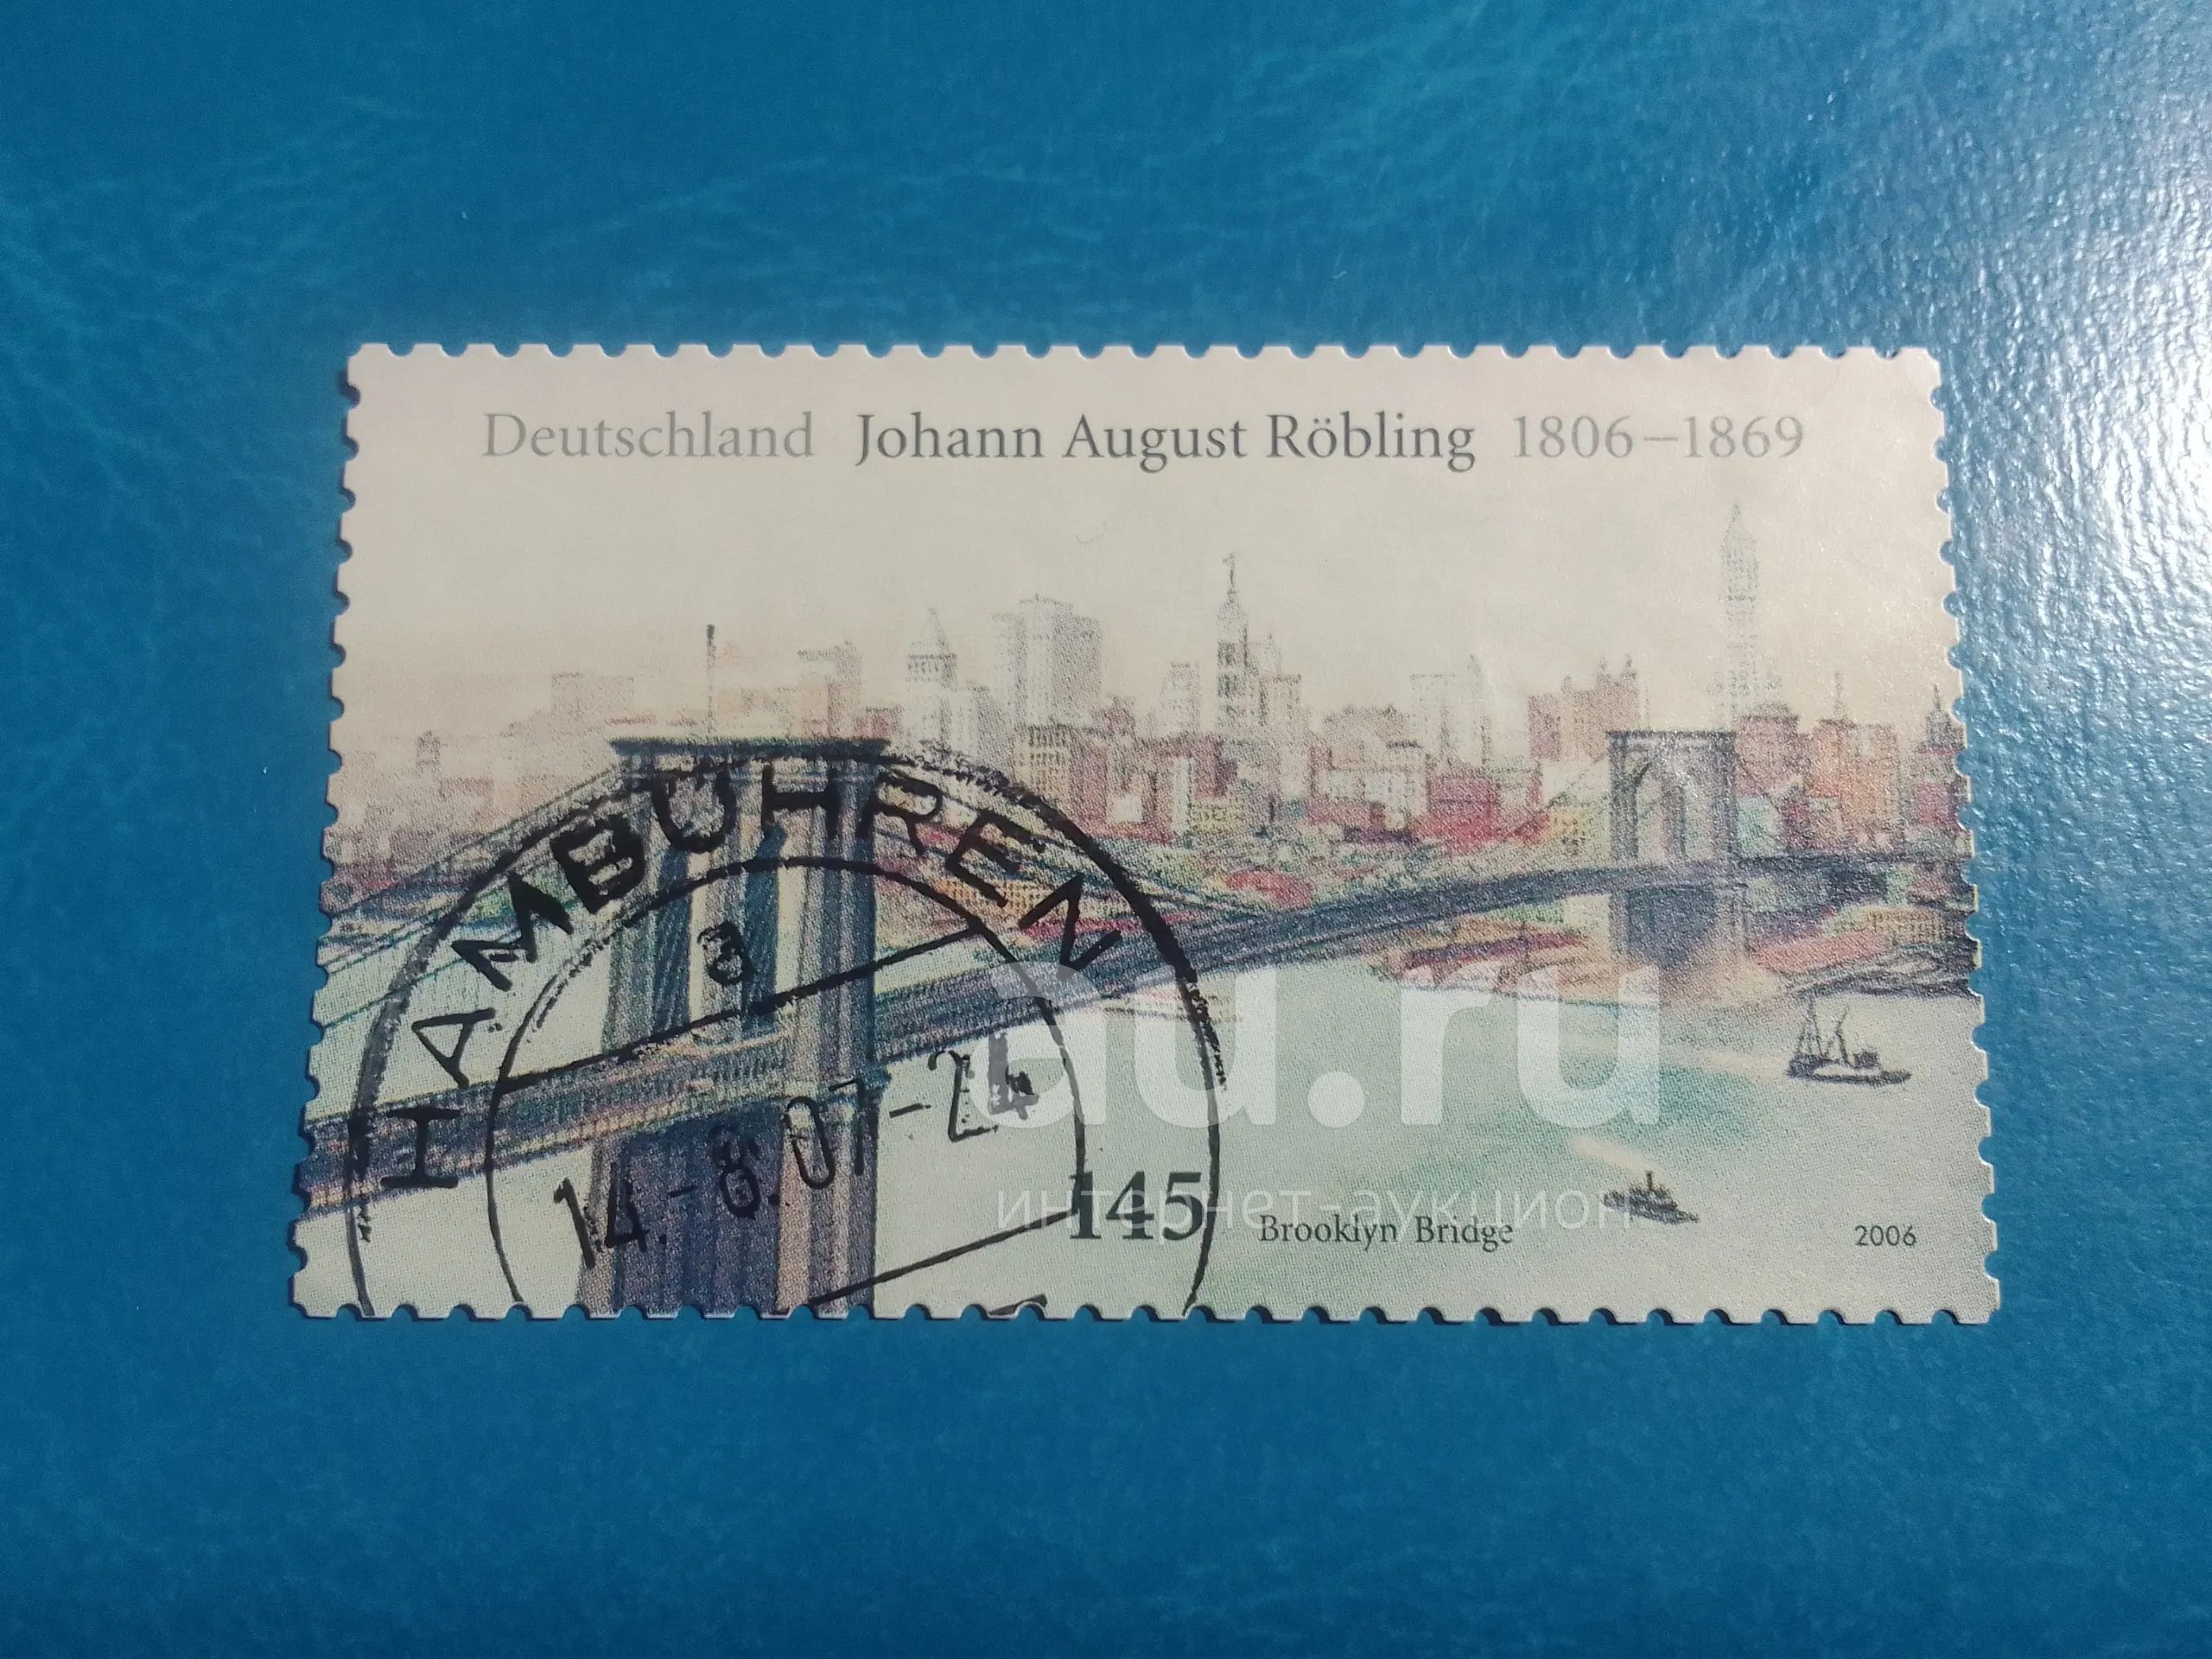 Deutschland Johann August Röbling 1806–1869
HAMBÜHREN
3
14.-8.07-24
au.ru
интернет-аукцион
145 Brooklyn Bridge 2006